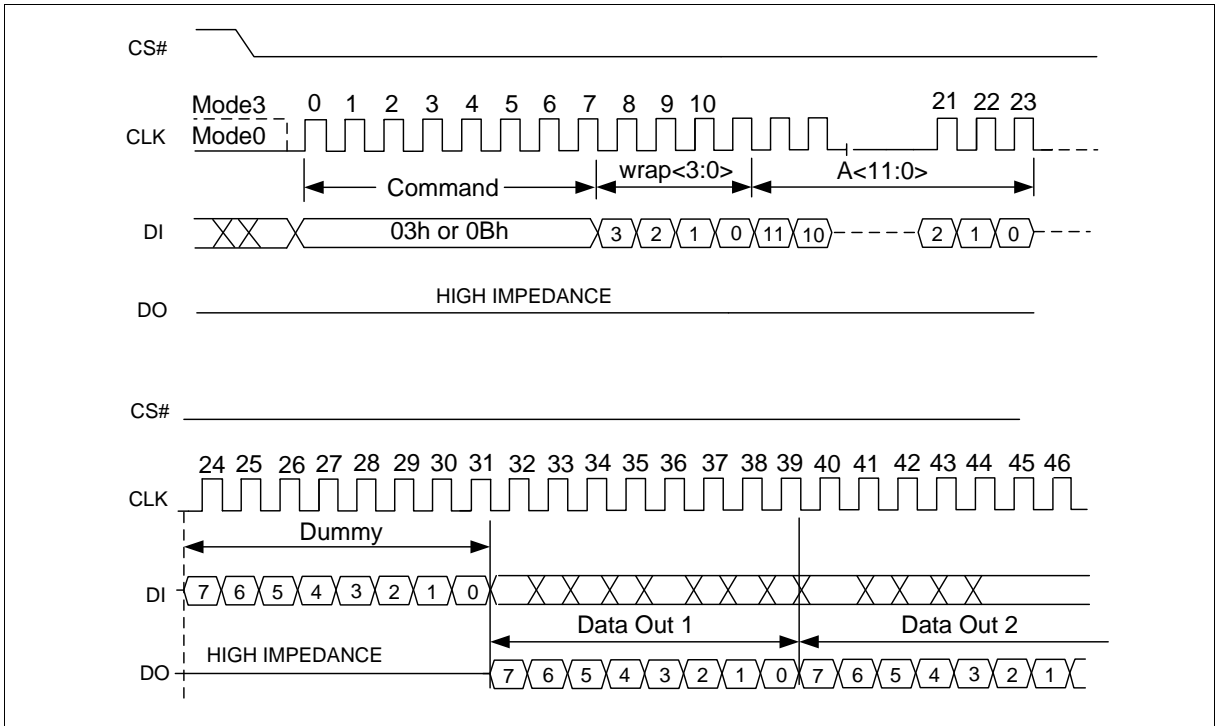 CS#
Mode3 0 1 2 3 4 5 6 7 8 9 10 21 22 23
CLK Mode0
Command wrap<3:0> A<11:0>
DI 03h or 0Bh 3 2 1 0 11 10 2 1 0
HIGH IMPEDANCE
DO
CS#
24 25 26 27 28 29 30 31 32 33 34 35 36 37 38 39 40 41 42 43 44 45 46
CLK
Dummy
DI 7 6 5 4 3 2 1 0
Data Out 1 Data Out 2
HIGH IMPEDANCE
DO 7 6 5 4 3 2 1 0 7 6 5 4 3 2 1